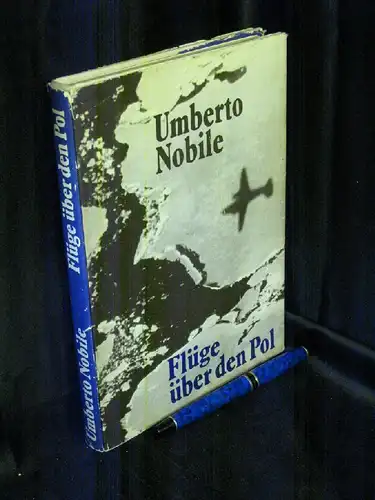 Umberto
Nobile
Flüge
über den Pol
Umberto Nobile Flüge über den Pol